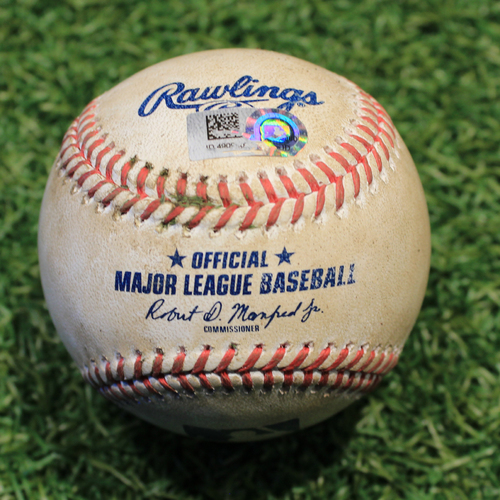 Rawlings
★ OFFICIAL ★
MAJOR LEAGUE BASEBALL
Robert D. Manfred Jr.
COMMISSIONER